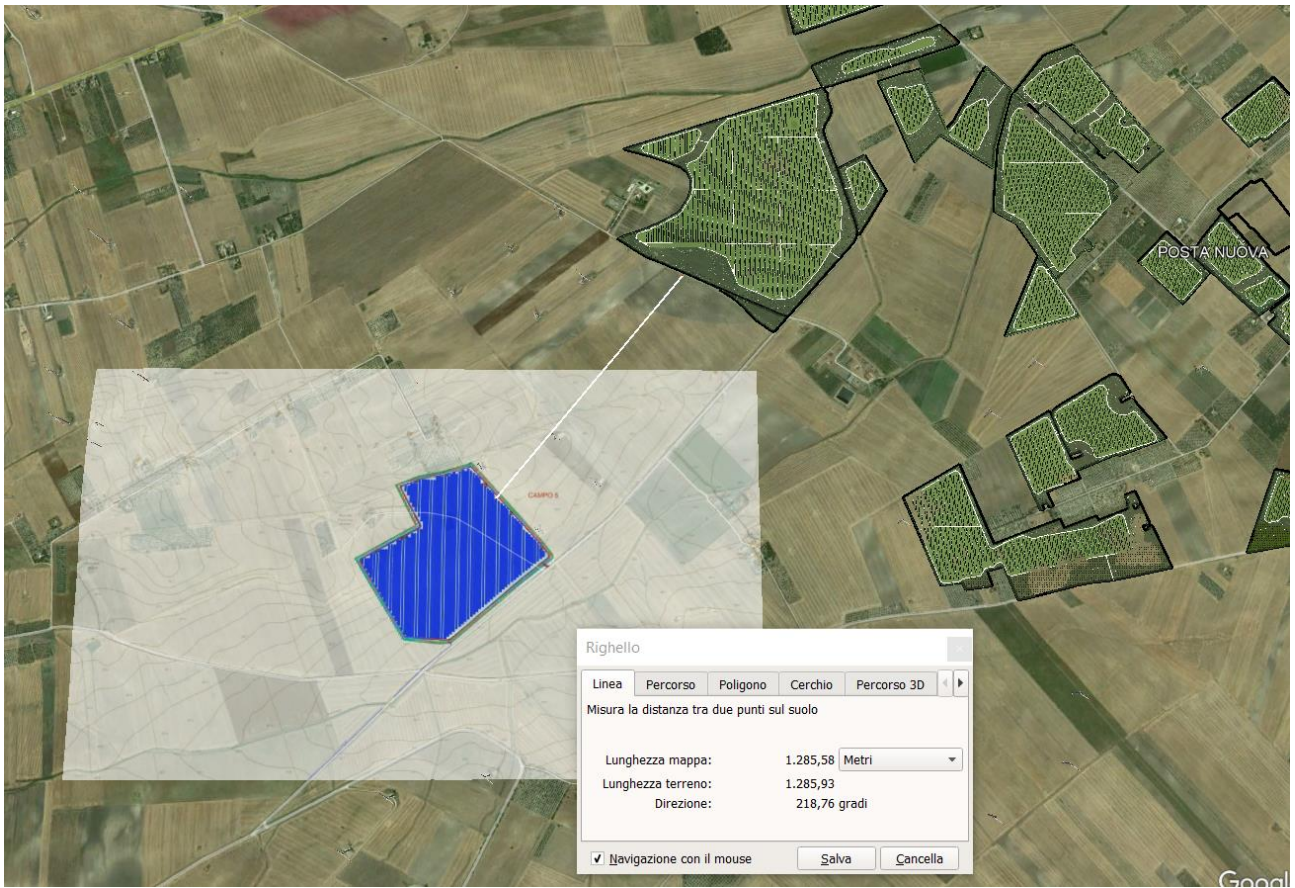 POSTA NUOVA
CAMPO 6
Righello
Linea
Percorso
Poligono
Cerchio
Percorso 3D
Misura la distanza tra due punti sul suolo
Lunghezza mappa: 1.285,58 Metri
Lunghezza terreno: 1.285,93
Direzione: 218,76 gradi
Navigazione con il mouse
Salva
Cancella
Googl